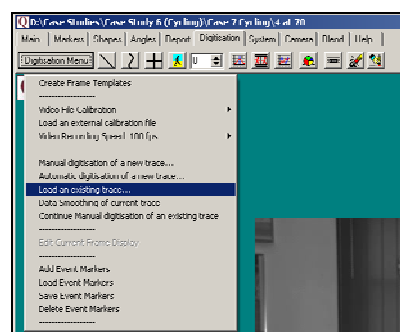 D:\Case Studies\Case Study 6 (Cycling)\Case 7 Cycling\4 at 70
Main Markers Shapes Angles Report Digitisation System Camera Blend Help
Digitisation Menu 0
Create Frame Templates
Video File Calibration
Load an external calibration file
Video Recording Speed 100 fps
Manual digitisation of a new trace...
Automatic digitisation of a new trace...
Load an existing trace...
Data Smoothing of current trace
Continue Manual digitisation of an existing trace
Edit Current Frame Display
Add Event Markers
Load Event Markers
Save Event Markers
Delete Event Markers